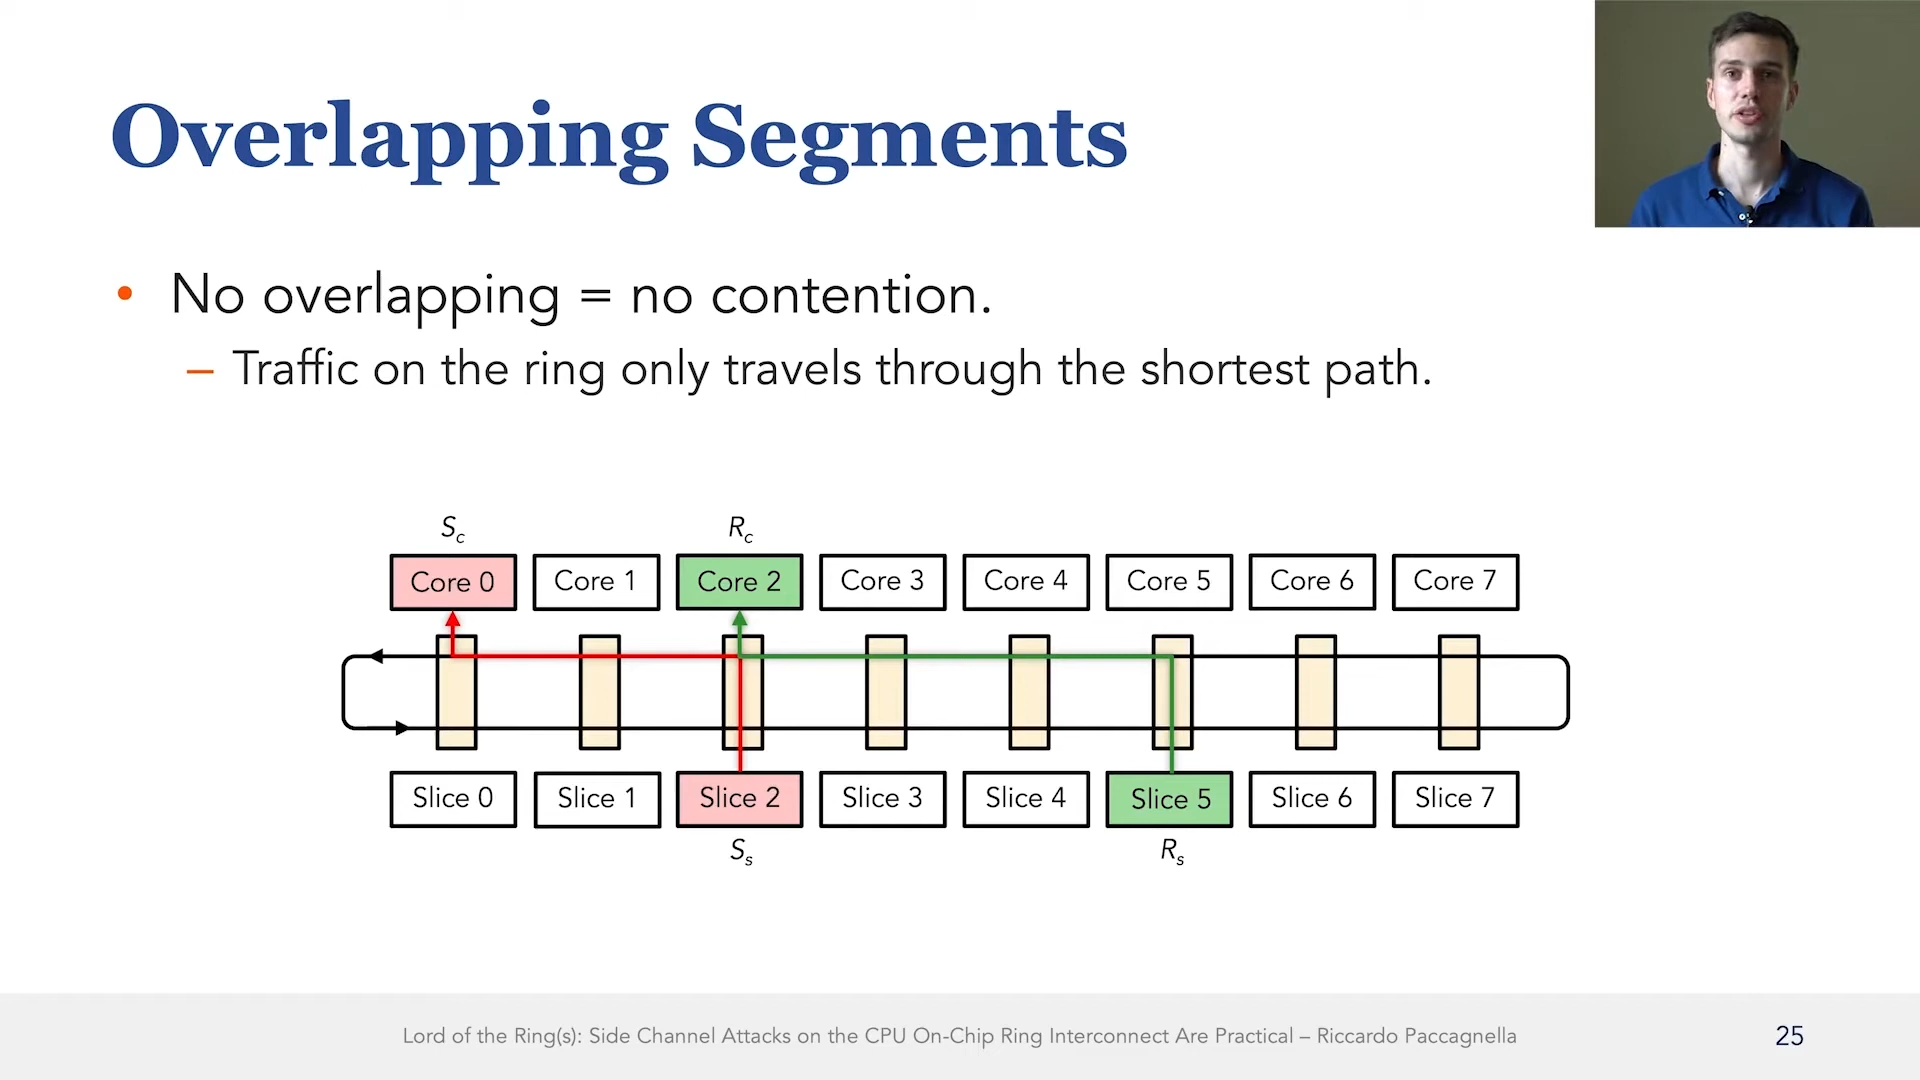 Overlapping Segments
• No overlapping = no contention.
– Traffic on the ring only travels through the shortest path.
Sc Rc
Core 0 Core 1 Core 2 Core 3 Core 4 Core 5 Core 6 Core 7
Slice 0 Slice 1 Slice 2 Slice 3 Slice 4 Slice 5 Slice 6 Slice 7
Ss Rs
Lord of the Ring(s): Side Channel Attacks on the CPU On-Chip Ring Interconnect Are Practical – Riccardo Paccagnella
25